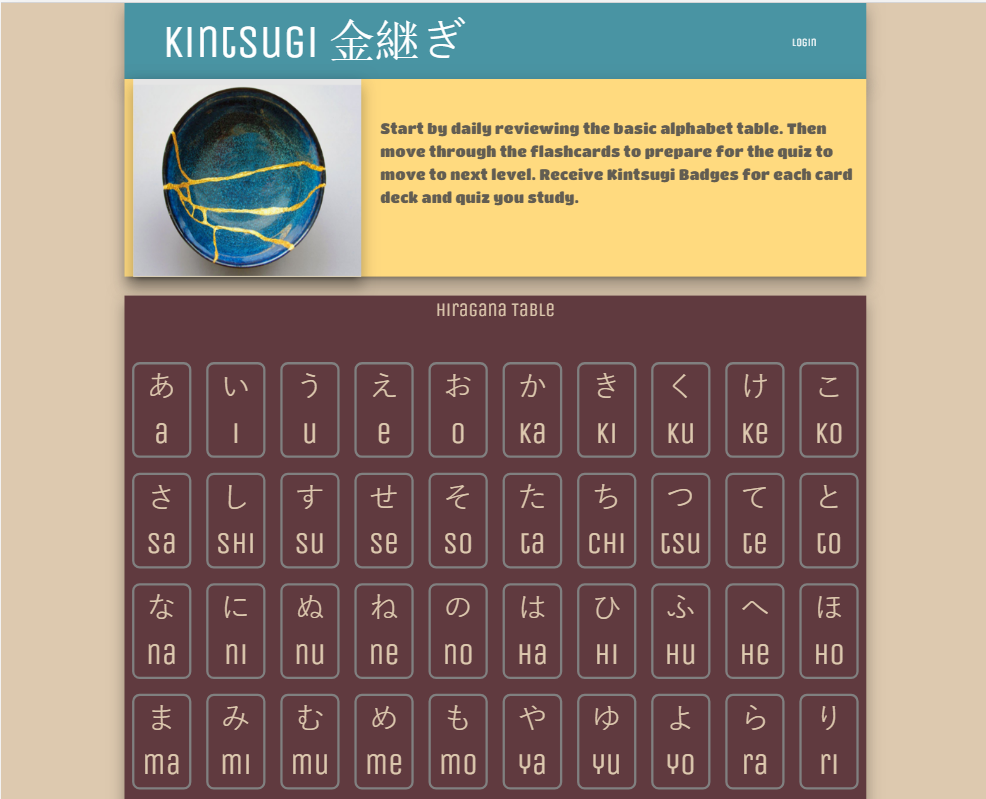 Kintsugi 金継ぎ
LOGIN
Start by daily reviewing the basic alphabet table. Then
move through the flashcards to prepare for the quiz to
move to next level. Receive Kintsugi Badges for each card
deck and quiz you study.
Hiragana Table
あ い う え お か き く け こ
a i u e o ka ki ku ke ko
さ し す せ そ た ち つ て と
sa shi su se so ta chi tsu te to
な に ぬ ね の は ひ ふ へ ほ
na ni nu ne no ha hi hu he ho
ま み む め も や ゆ よ ら り
ma mi mu me mo ya yu yo ra ri